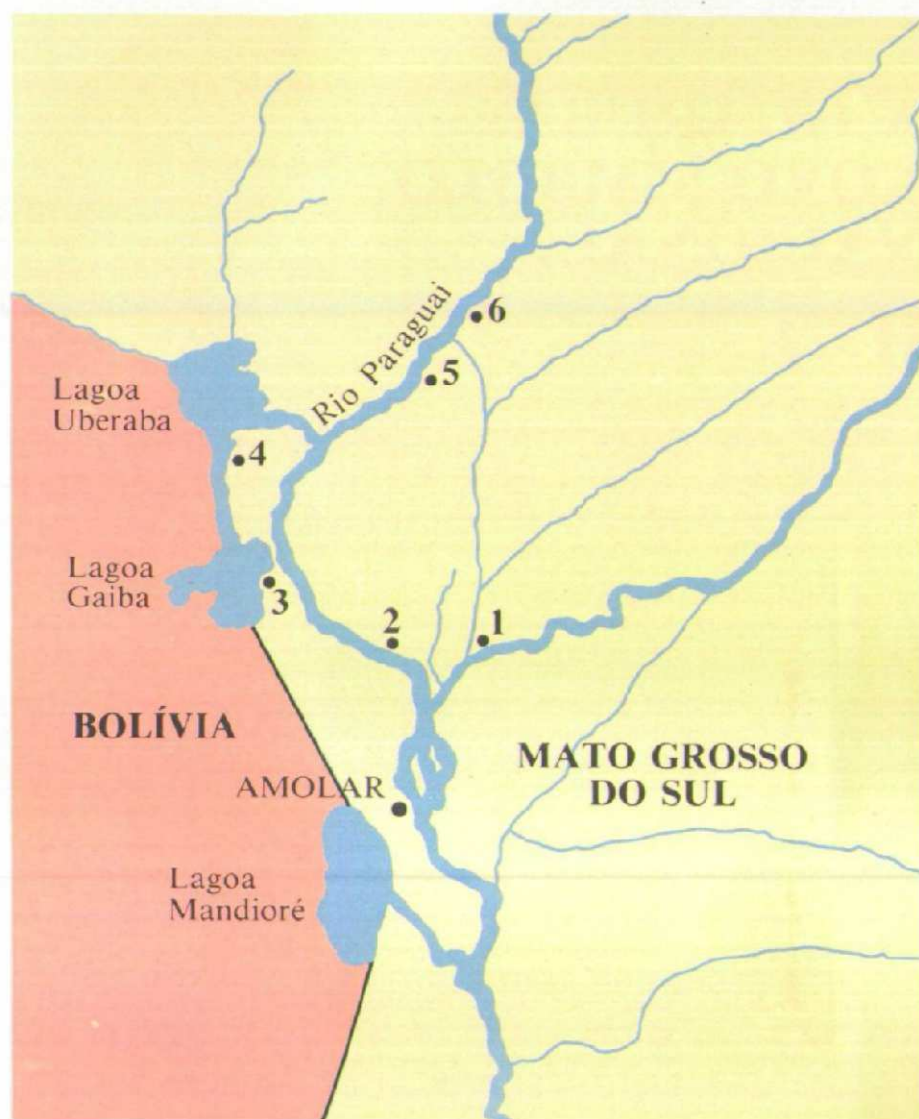 Rio Paraguai
6
5
Lagoa
Uberaba
4
Lagoa
Gaiba
3
2
1
BOLÍVIA
MATO GROSSO
DO SUL
AMOLAR
Lagoa
Mandioré